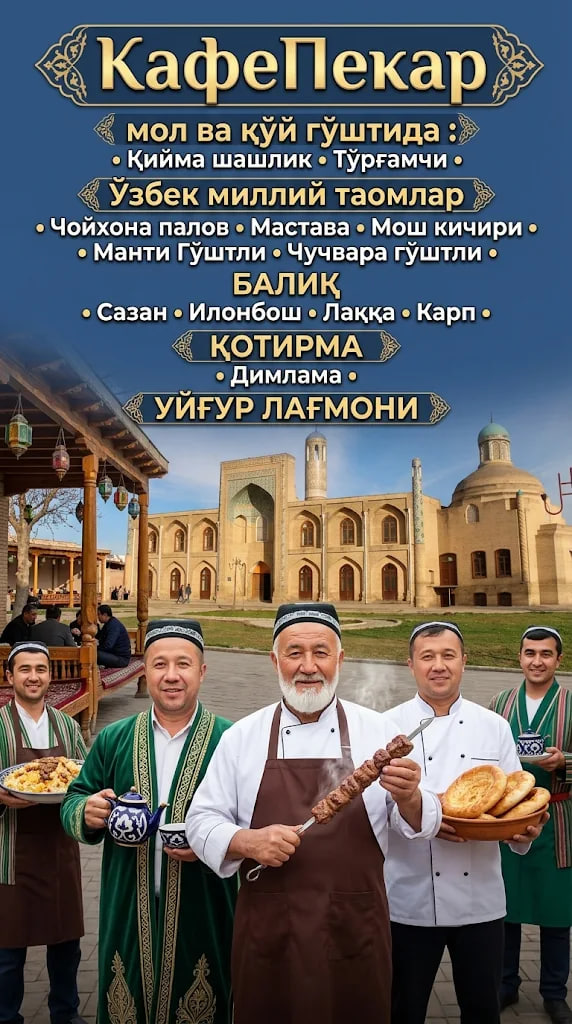 КафеПекар
мол ва қўй гўштида :
• Қийма шашлик • Тўрғамчи •
Ўзбек миллий таомлар
• Чойхона палов • Мастава • Мош кичири •
• Манти Гўштли • Чучвара гўштли •
БАЛИҚ
• Сазан • Илонбош • Лаққа • Карп •
ҚОТИРМА
• Димлама •
УЙҒУР ЛАҒМОНИ